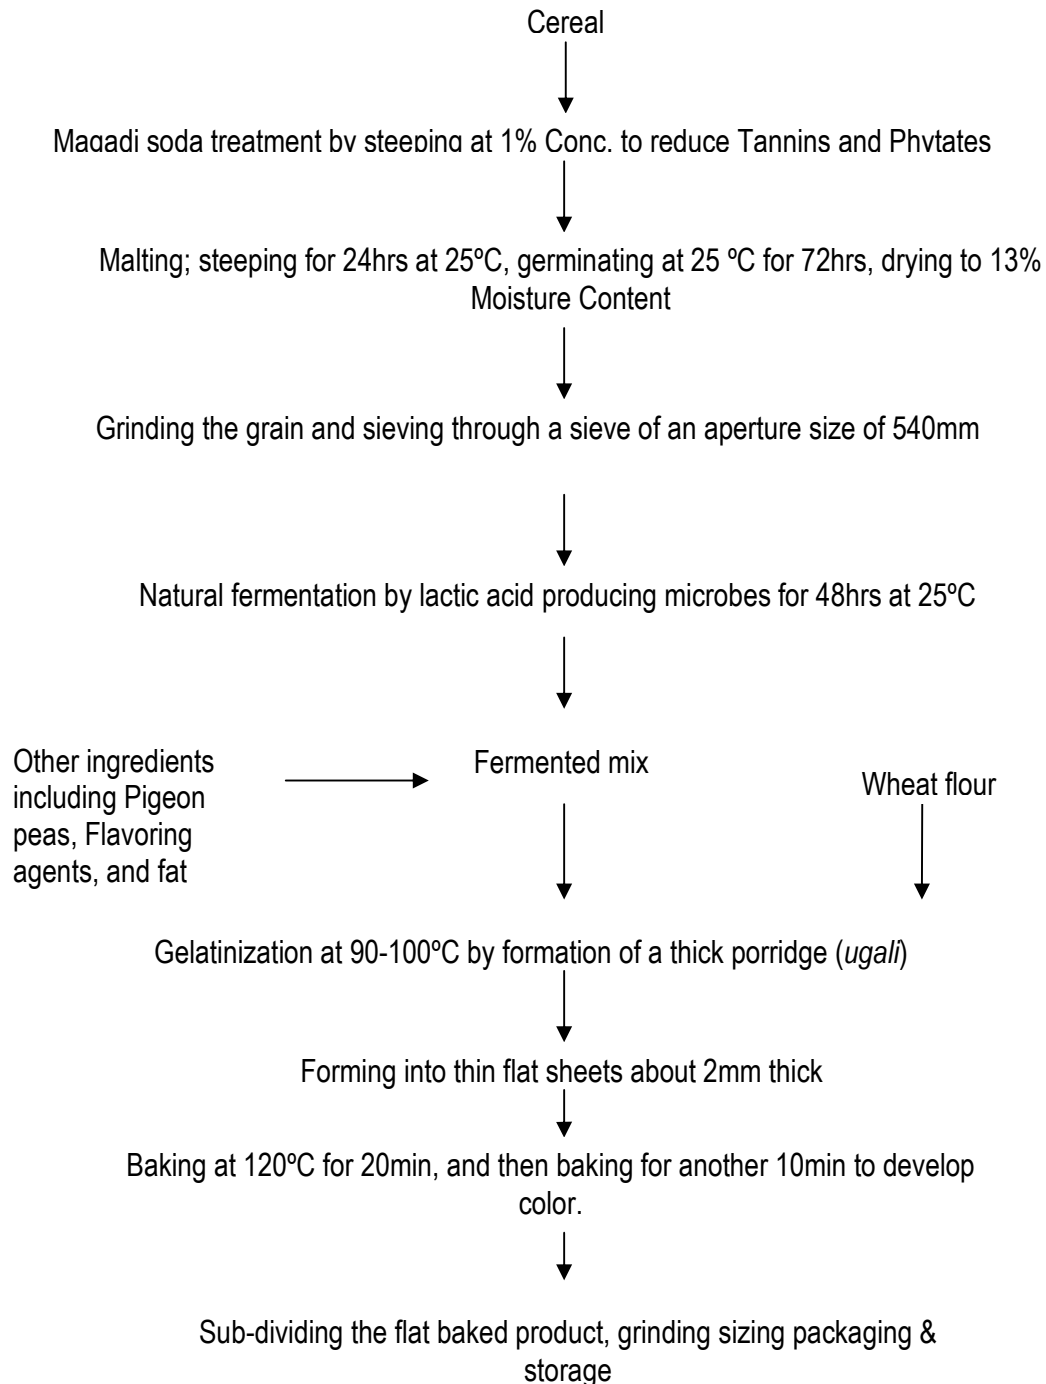 Cereal
Magadi soda treatment by steeping at 1% Conc. to reduce Tannins and Phytates
Malting; steeping for 24hrs at 25ºC, germinating at 25 ºC for 72hrs, drying to 13%
Moisture Content
Grinding the grain and sieving through a sieve of an aperture size of 540mm
Natural fermentation by lactic acid producing microbes for 48hrs at 25ºC
Other ingredients
including Pigeon
peas, Flavoring
agents, and fat
Fermented mix
Wheat flour
Gelatinization at 90-100ºC by formation of a thick porridge (ugali)
Forming into thin flat sheets about 2mm thick
Baking at 120ºC for 20min, and then baking for another 10min to develop
color.
Sub-dividing the flat baked product, grinding sizing packaging &
storage